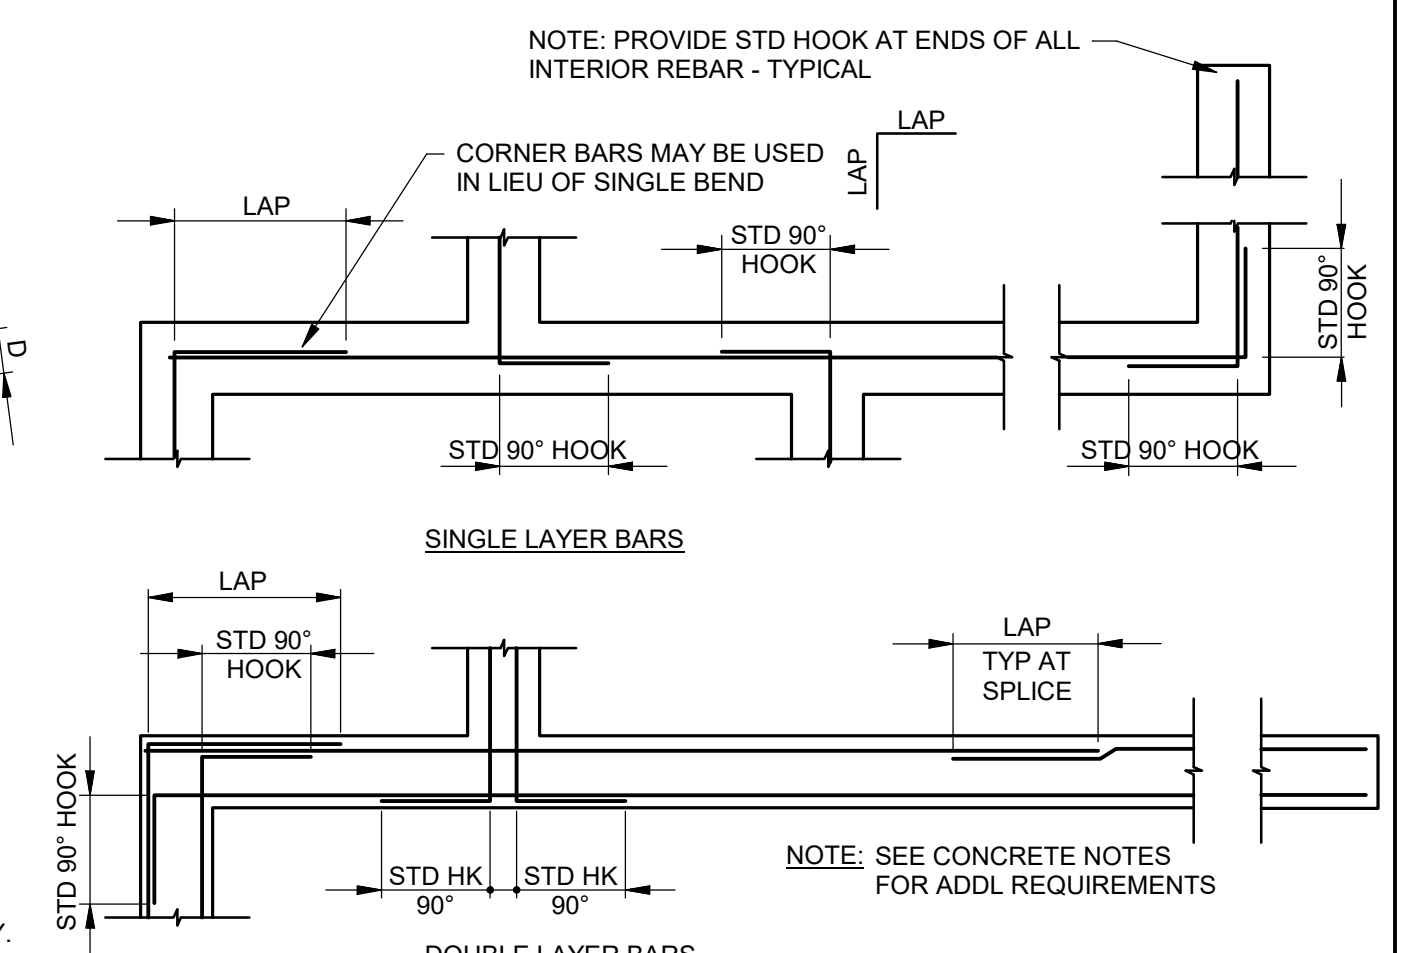 NOTE: PROVIDE STD HOOK AT ENDS OF ALL
INTERIOR REBAR - TYPICAL
LAP
LAP
CORNER BARS MAY BE USED
IN LIEU OF SINGLE BEND
LAP
STD 90°
HOOK
STD 90°
HOOK
D
STD 90° HOOK
STD 90° HOOK
SINGLE LAYER BARS
LAP
STD 90°
HOOK
LAP
TYP AT
SPLICE
STD 90° HOOK
STD HK
90°
STD HK
90°
NOTE: SEE CONCRETE NOTES
FOR ADDL REQUIREMENTS
DOUBLE LAYER BARS